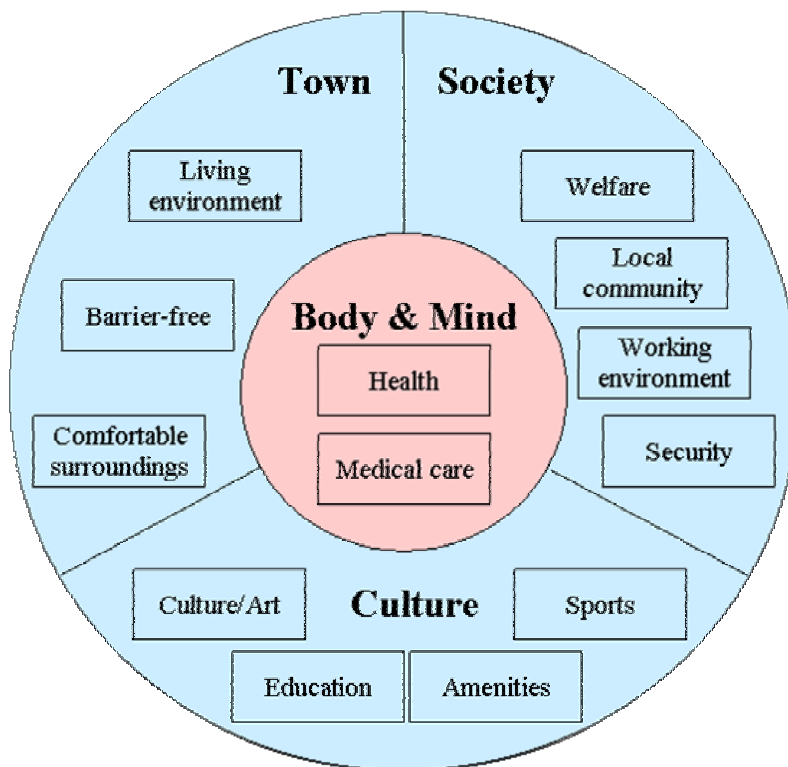 Town
Society
Living
environment
Welfare
Local
community
Barrier-free
Body & Mind
Working
environment
Health
Comfortable
surroundings
Security
Medical care
Culture/Art
Culture
Sports
Education
Amenities